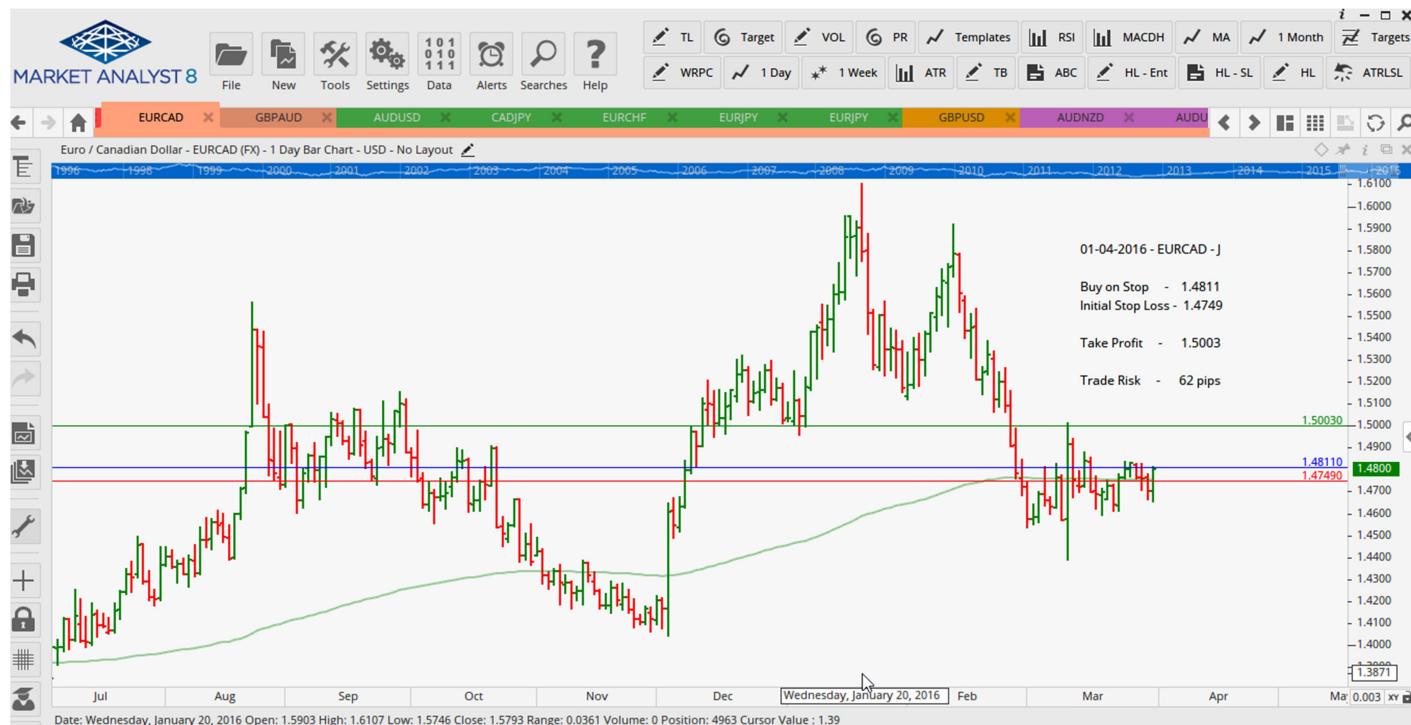 MARKET ANALYST 8
File New Tools Settings Data Alerts Searches Help
TL Target VOL PR Templates RSI MACDH MA 1 Month Targets
WRPC 1 Day 1 Week ATR TB ABC HL - Ent HL - SL HL ATRLSL
EURCAD GBPAUD AUDUSD CADJPY EURCHF EURJPY EURJPY GBPUSD AUDNZD AUDU
Euro / Canadian Dollar - EURCAD (FX) - 1 Day Bar Chart - USD - No Layout
1996 1998 1999 2000 2001 2002 2003 2004 2005 2006 2007 2008 2009 2010 2011 2012 2013 2014 2015 2016
1.6100
1.6000
1.5900
1.5800
1.5700
1.5600
1.5500
1.5400
1.5300
1.5200
1.5100
1.5000
1.4900
1.4800
1.4700
1.4600
1.4500
1.4400
1.4300
1.4200
1.4100
1.4000
1.3871
01-04-2016 - EURCAD - J
Buy on Stop - 1.4811
Initial Stop Loss - 1.4749
Take Profit - 1.5003
Trade Risk - 62 pips
1.50030
1.48110
1.47490
Jul Aug Sep Oct Nov Dec Wednesday, January 20, 2016 Feb Mar Apr Ma 0.003 XY
Date: Wednesday, January 20, 2016 Open: 1.5903 High: 1.6107 Low: 1.5746 Close: 1.5793 Range: 0.0361 Volume: 0 Position: 4963 Cursor Value : 1.39